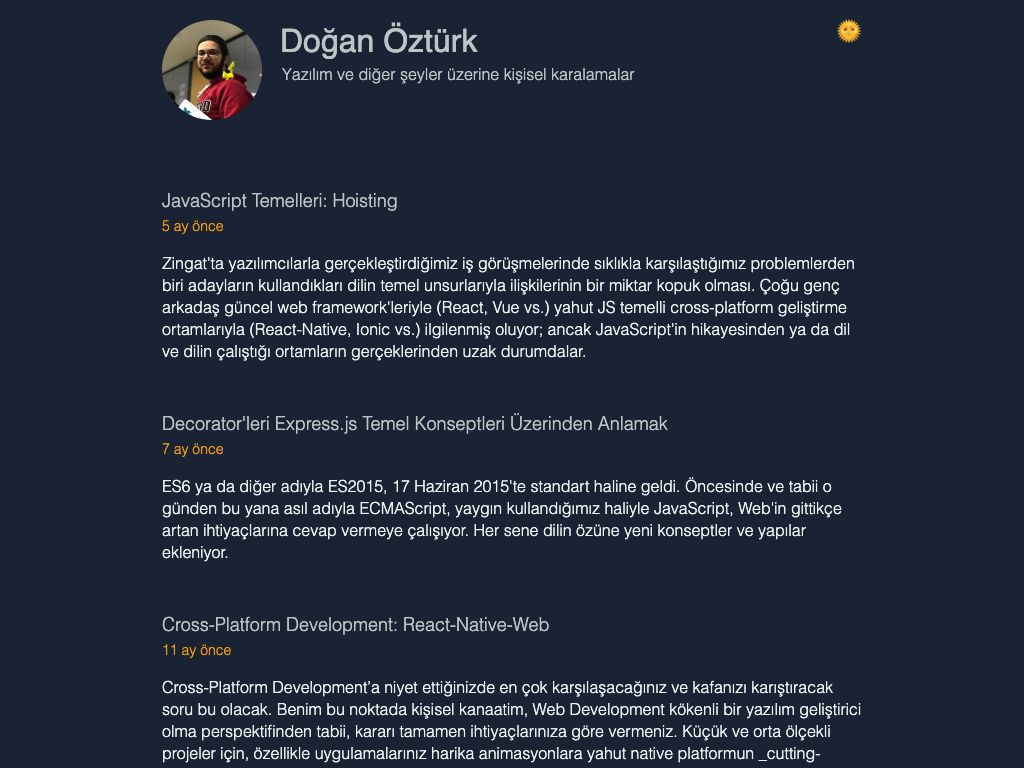 Doğan Öztürk
Yazılım ve diğer şeyler üzerine kişisel karalamalar
JavaScript Temelleri: Hoisting
5 ay önce
Zingat'ta yazılımcılarla gerçekleştirdiğimiz iş görüşmelerinde sıklıkla karşılaştığımız problemlerden
biri adayların kullandıkları dilin temel unsurlarıyla ilişkilerinin bir miktar kopuk olması. Çoğu genç
arkadaş güncel web framework'leriyle (React, Vue vs.) yahut JS temelli cross-platform geliştirme
ortamlarıyla (React-Native, Ionic vs.) ilgilenmiş oluyor; ancak JavaScript'in hikayesinden ya da dil
ve dilin çalıştığı ortamların gerçeklerinden uzak durumdalar.
Decorator'leri Express.js Temel Konseptleri Üzerinden Anlamak
7 ay önce
ES6 ya da diğer adıyla ES2015, 17 Haziran 2015'te standart haline geldi. Öncesinde ve tabii o
günden bu yana asıl adıyla ECMAScript, yaygın kullandığımız haliyle JavaScript, Web'in gittikçe
artan ihtiyaçlarına cevap vermeye çalışıyor. Her sene dilin özüne yeni konseptler ve yapılar
ekleniyor.
Cross-Platform Development: React-Native-Web
11 ay önce
Cross-Platform Development’a niyet ettiğinizde en çok karşılaşacağınız ve kafanızı karıştıracak
soru bu olacak. Benim bu noktada kişisel kanaatim, Web Development kökenli bir yazılım geliştirici
olma perspektifinden tabii, kararı tamamen ihtiyaçlarınıza göre vermeniz. Küçük ve orta ölçekli
projeler için, özellikle uygulamalarınız harika animasyonlara yahut native platformun _cutting-